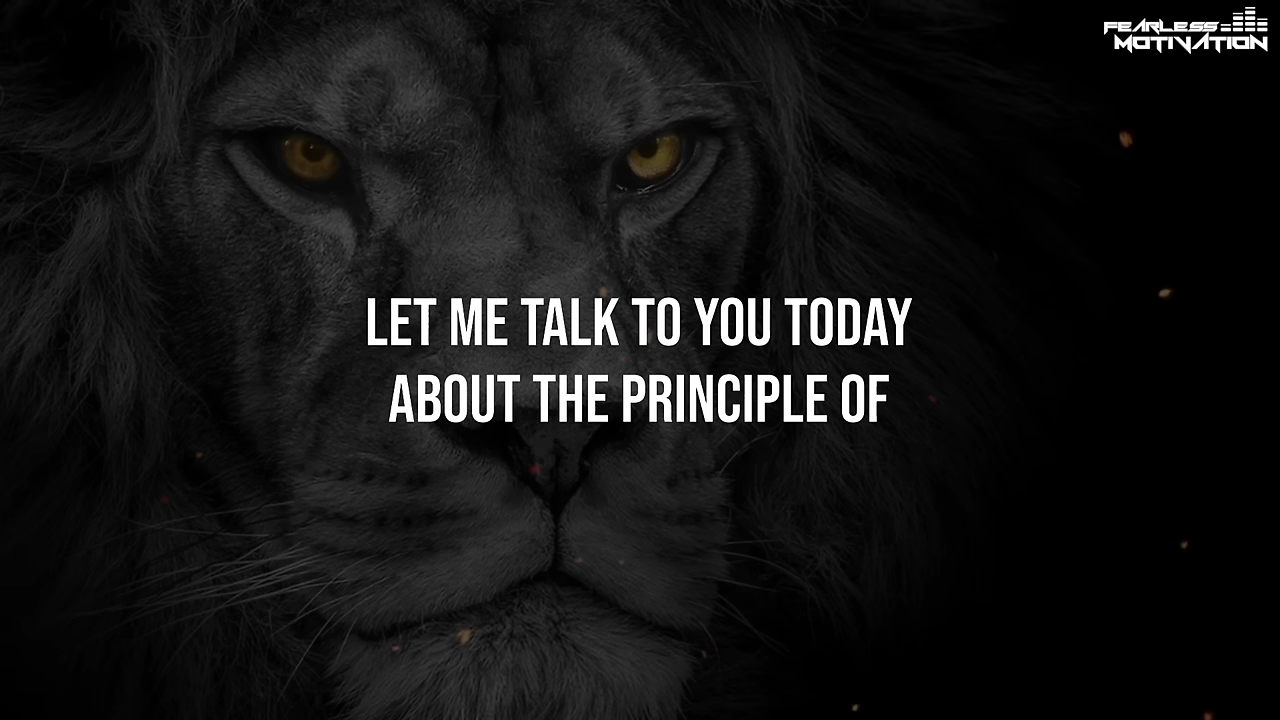 FEARLESS
MOTIVATION
LET ME TALK TO YOU TODAY
ABOUT THE PRINCIPLE OF